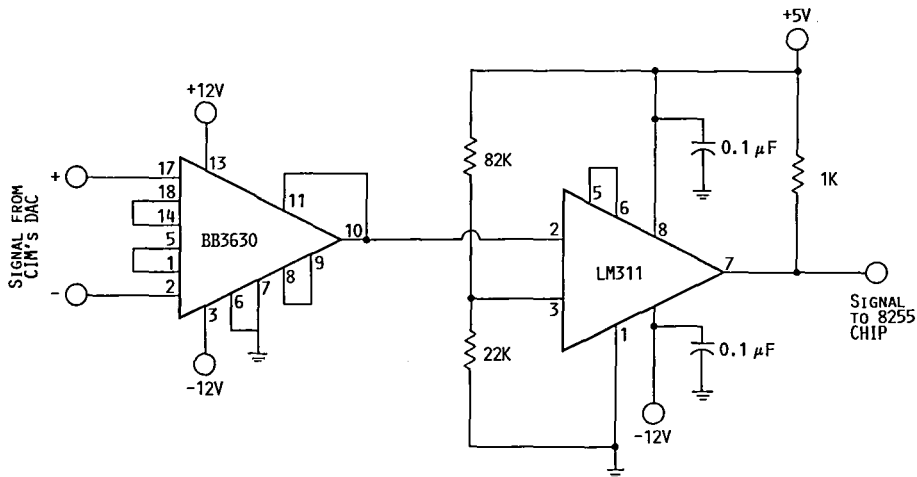 +5V
+12V
13
17
+
18
14
5
1
2
-
SIGNAL FROM
CIM's DAC
BB3630
11
10
9
8
7
6
3
-12V
82K
22K
0.1 μF
1K
5
6
8
2
3
LM311
7
1
0.1 μF
-12V
SIGNAL
TO 8255
CHIP